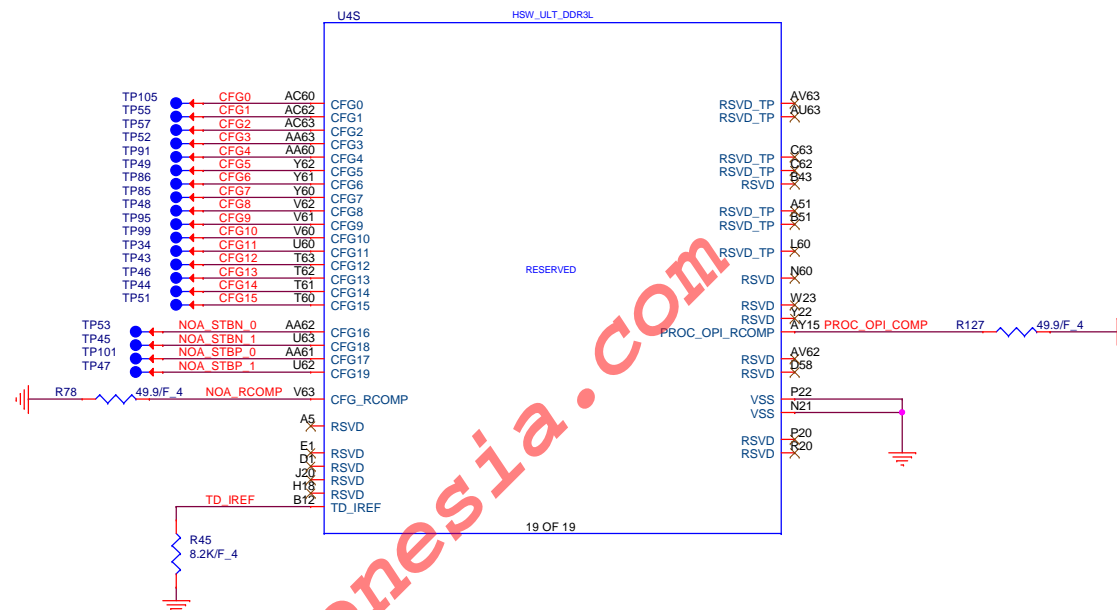 U4S
HSW_ULT_DDR3L
TP105 CFG0 AC60 CFG0
TP55 CFG1 AC62 CFG1
TP57 CFG2 AC63 CFG2
TP52 CFG3 AA63 CFG3
TP91 CFG4 AA60 CFG4
TP49 CFG5 Y62 CFG5
TP86 CFG6 Y61 CFG6
TP85 CFG7 Y60 CFG7
TP48 CFG8 V62 CFG8
TP95 CFG9 V61 CFG9
TP99 CFG10 V60 CFG10
TP34 CFG11 U60 CFG11
TP43 CFG12 T63 CFG12
TP46 CFG13 T62 CFG13
TP44 CFG14 T61 CFG14
TP51 CFG15 T60 CFG15
TP53 NOA_STBN_0 AA62 CFG16
TP45 NOA_STBN_1 U63 CFG18
TP101 NOA_STBP_0 AA61 CFG17
TP47 NOA_STBP_1 U62 CFG19
R78 49.9/F_4 NOA_RCOMP V63 CFG_RCOMP
A5 RSVD
E1 RSVD
D1 RSVD
J20 RSVD
H18 RSVD
TD_IREF B12 TD_IREF
R45
8.2K/F_4
RESERVED
19 OF 19
RSVD_TP AV63
RSVD_TP AU63
RSVD_TP C63
RSVD_TP C62
RSVD B43
RSVD_TP A51
RSVD_TP B51
RSVD_TP L60
RSVD N60
RSVD W23
RSVD Y22
PROC_OPI_RCOMP AY15 PROC_OPI_COMP R127 49.9/F_4
RSVD AV62
RSVD D58
VSS P22
VSS N21
RSVD P20
RSVD R20
onesia.com